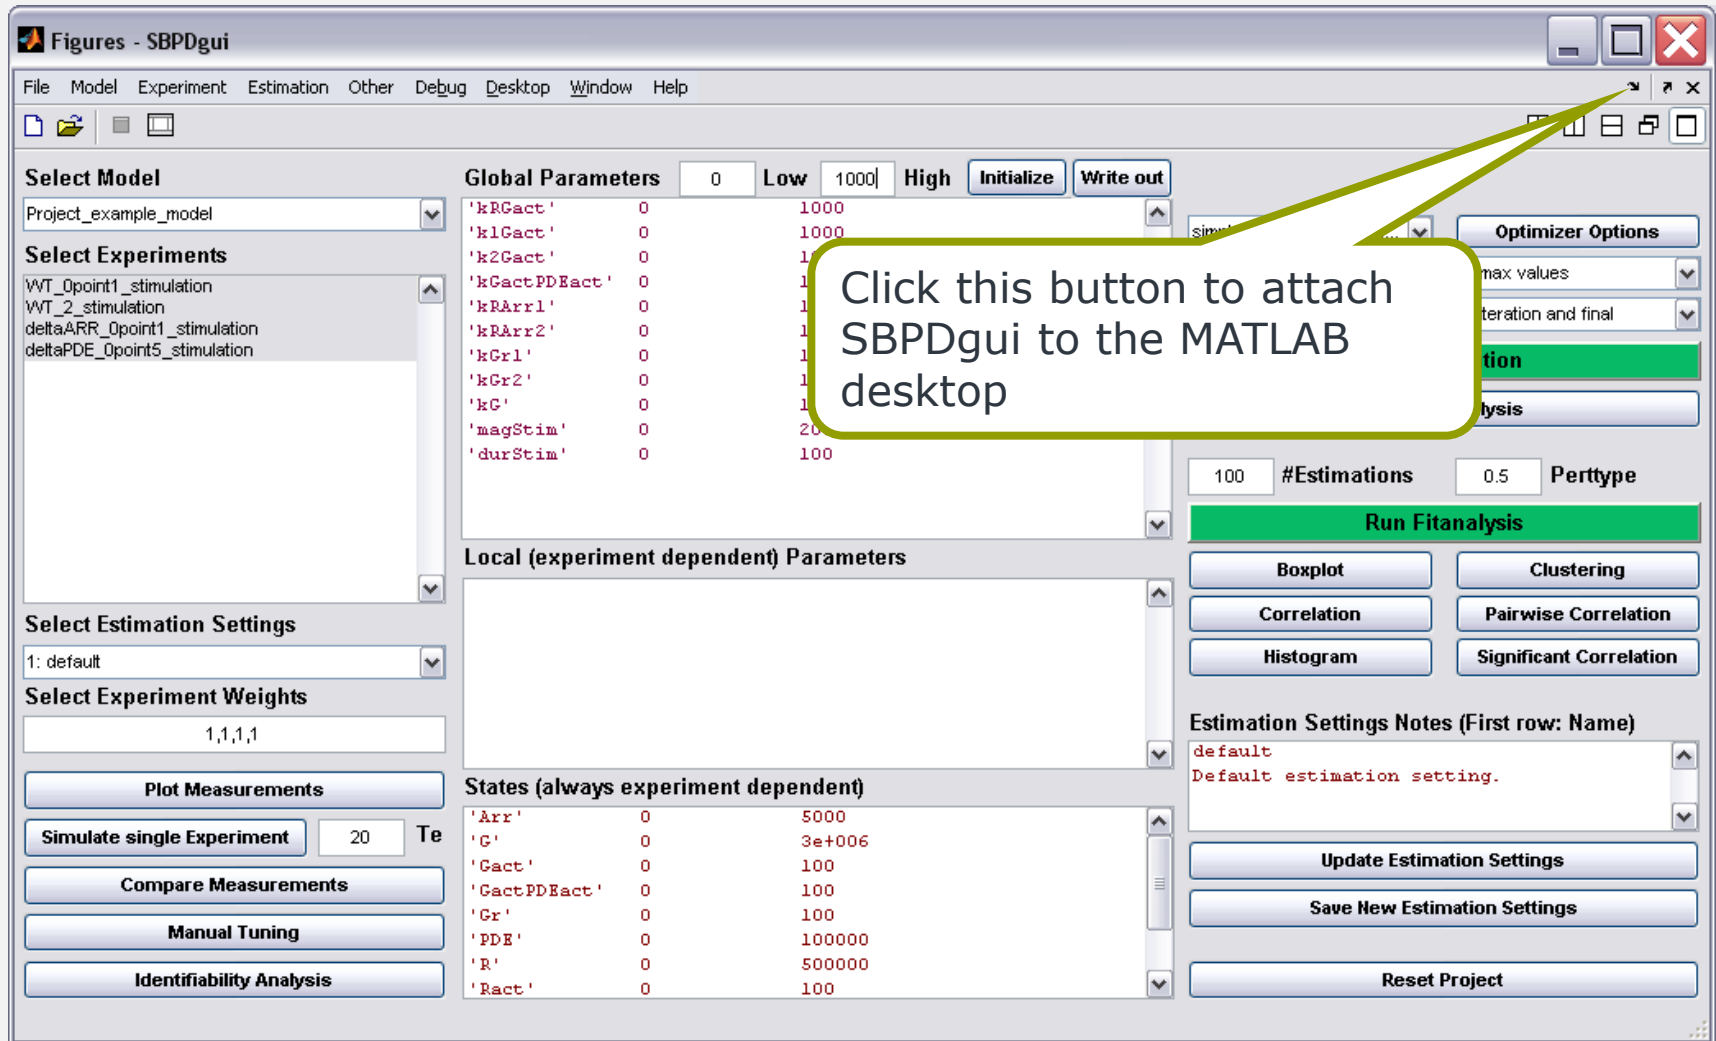 Figures - SBPDgui
File Model Experiment Estimation Other Debug Desktop Window Help
Select Model
Project_example_model
Select Experiments
WT_0point1_stimulation
WT_2_stimulation
deltaARR_0point1_stimulation
deltaPDE_0point5_stimulation
Select Estimation Settings
1: default
Select Experiment Weights
1,1,1,1
Plot Measurements
Simulate single Experiment 20 Te
Compare Measurements
Manual Tuning
Identifiability Analysis
Global Parameters 0 Low 1000 High Initialize Write out
'kRGact' 0 1000
'k1Gact' 0 1000
'k2Gact' 0
'kGactPDEact' 0
'kRArr1' 0
'kRArr2' 0
'kGr1' 0
'kGr2' 0
'kG' 0
'magStim' 0
'durStim' 0 100
Local (experiment dependent) Parameters
States (always experiment dependent)
'Arr' 0 5000
'G' 0 3e+006
'Gact' 0 100
'GactPDEact' 0 100
'Gr' 0 100
'PDE' 0 100000
'R' 0 500000
'Ract' 0 100
Click this button to attach
SBPDgui to the MATLAB
desktop
Optimizer Options
max values
iteration and final
100 #Estimations 0.5 Perttype
Run Fitanalysis
Boxplot Clustering
Correlation Pairwise Correlation
Histogram Significant Correlation
Estimation Settings Notes (First row: Name)
default
Default estimation setting.
Update Estimation Settings
Save New Estimation Settings
Reset Project